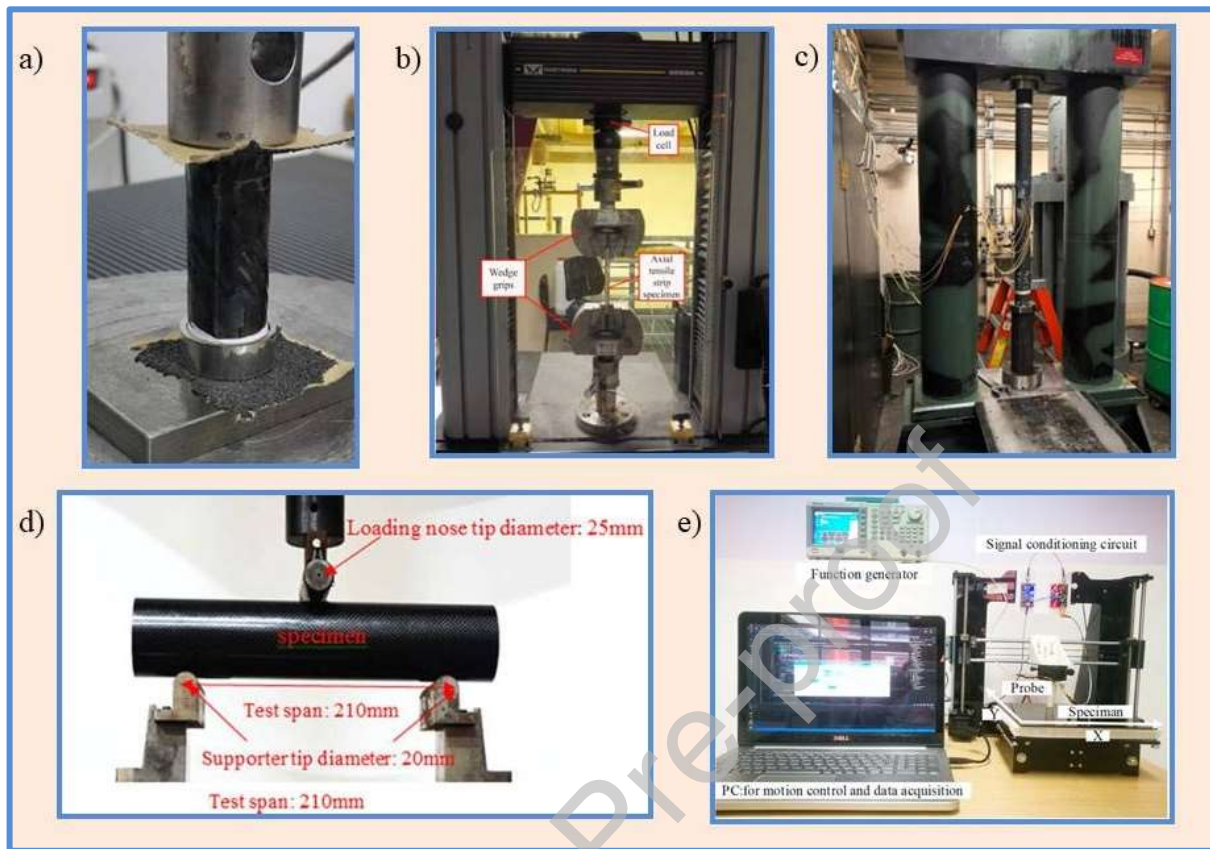 a)
b)
c)
Load
cell
Wedge
grips
Axial
tensile
strip
specimen
d)
Loading nose tip diameter: 25mm
specimen
Test span: 210mm
Supporter tip diameter: 20mm
Test span: 210mm
e)
Function generator
Signal conditioning circuit
Probe
Speciman
Y
X
DELL
PC:for motion control and data acquisition
Pre-proof